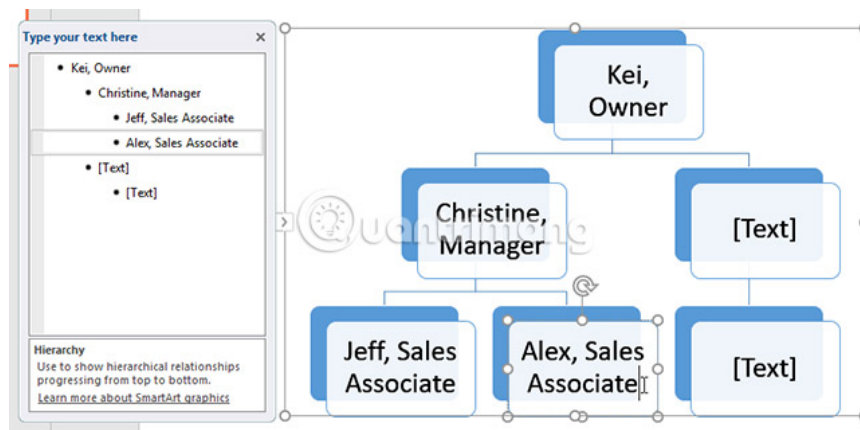 Type your text here
Kei, Owner
Christine, Manager
Jeff, Sales Associate
Alex, Sales Associate
[Text]
[Text]
Hierarchy
Use to show hierarchical relationships
progressing from top to bottom.
Learn more about SmartArt graphics
Kei,
Owner
Christine,
Manager
[Text]
Quantrimang
Jeff, Sales
Associate
Alex, Sales
Associate
[Text]